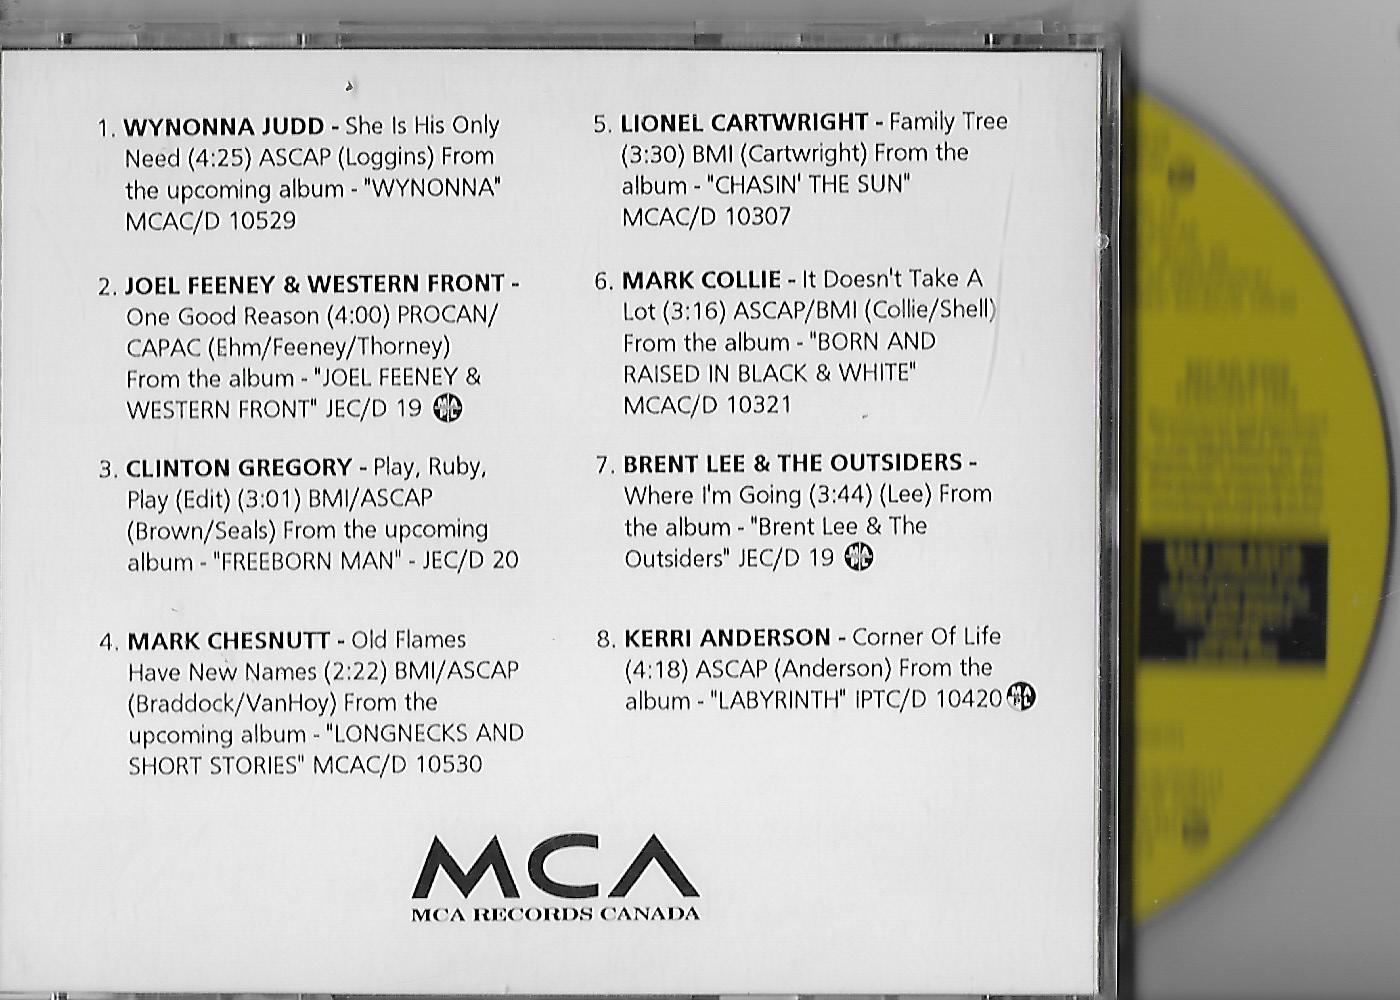 1. WYNONNA JUDD - She Is His Only
Need (4:25) ASCAP (Loggins) From
the upcoming album - "WYNONNA"
MCAC/D 10529
2. JOEL FEENEY & WESTERN FRONT -
One Good Reason (4:00) PROCAN/
CAPAC (Ehm/Feeney/Thorney)
From the album - "JOEL FEENEY &
WESTERN FRONT" JEC/D 19 MAPL
3. CLINTON GREGORY - Play, Ruby,
Play (Edit) (3:01) BMI/ASCAP
(Brown/Seals) From the upcoming
album - "FREEBORN MAN" - JEC/D 20
4. MARK CHESNUTT - Old Flames
Have New Names (2:22) BMI/ASCAP
(Braddock/VanHoy) From the
upcoming album - "LONGNECKS AND
SHORT STORIES" MCAC/D 10530
5. LIONEL CARTWRIGHT - Family Tree
(3:30) BMI (Cartwright) From the
album - "CHASIN' THE SUN"
MCAC/D 10307
6. MARK COLLIE - It Doesn't Take A
Lot (3:16) ASCAP/BMI (Collie/Shell)
From the album - "BORN AND
RAISED IN BLACK & WHITE"
MCAC/D 10321
7. BRENT LEE & THE OUTSIDERS -
Where I'm Going (3:44) (Lee) From
the album - "Brent Lee & The
Outsiders" JEC/D 19 MAPL
8. KERRI ANDERSON - Corner Of Life
(4:18) ASCAP (Anderson) From the
album - "LABYRINTH" IPTC/D 10420 MAPL
MCA
MCA RECORDS CANADA